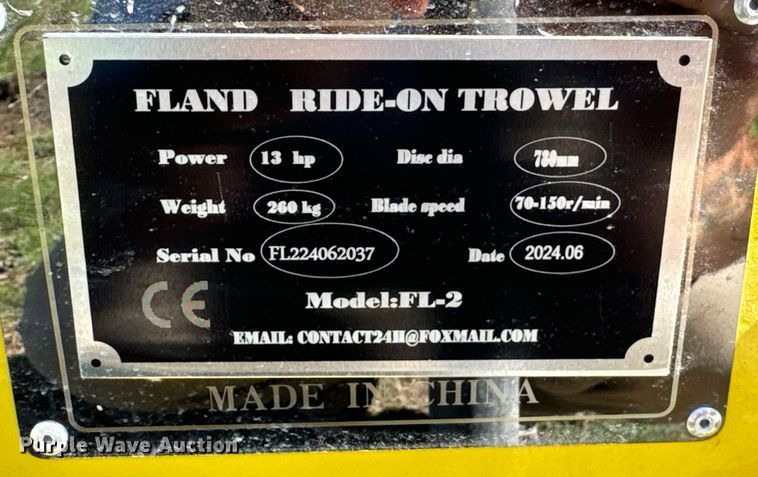 FLAND RIDE-ON TROWEL
Power 13 hp Disc dia 780mm
Weight 260 kg Blade speed 70-150r/min
Serial No FL224062037 Date 2024.06
CE
Model:FL-2
EMAIL: CONTACT24H@FOXMAIL.COM
MADE IN CHINA
Purple Wave Auction